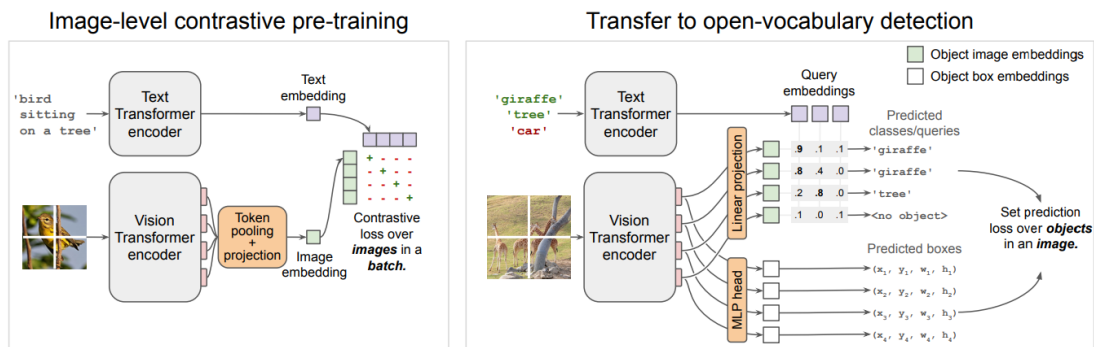 Image-level contrastive pre-training
'bird
sitting
on a tree'
Text
Transformer
encoder
Text
embedding
+ - - -
- + - -
- - + -
- - - +
Vision
Transformer
encoder
Token
pooling
+
projection
Image embedding
Contrastive
loss over
images in a
batch.
Transfer to open-vocabulary detection
Object image embeddings
Object box embeddings
'giraffe'
'tree'
'car'
Text
Transformer
encoder
Query
embeddings
Predicted
classes/queries
Vision
Transformer
encoder
Linear projection
.9 .1 .1 'giraffe'
.8 .4 .0 'giraffe'
.2 .8 .0 'tree'
.1 .0 .1 <no object>
Set prediction
loss over objects
in an image.
Predicted boxes
MLP head
(x₁, y₁, w₁, h₁)
(x₂, y₂, w₂, h₂)
(x₃, y₃, w₃, h₃)
(x₄, y₄, w₄, h₄)